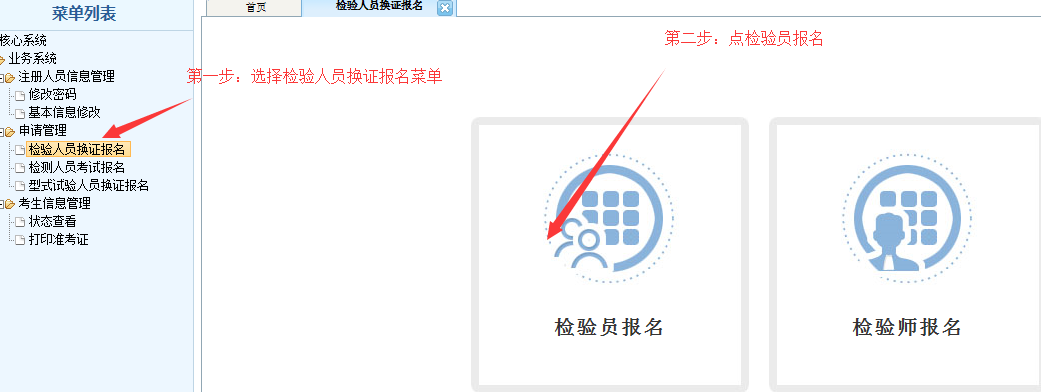 菜单列表
首页
检验人员换证报名
核心系统
业务系统
注册人员信息管理
修改密码
基本信息修改
申请管理
检验人员换证报名
检测人员考试报名
型式试验人员换证报名
考生信息管理
状态查看
打印准考证
第一步：选择检验人员换证报名菜单
第二步：点检验员报名
检验员报名
检验师报名